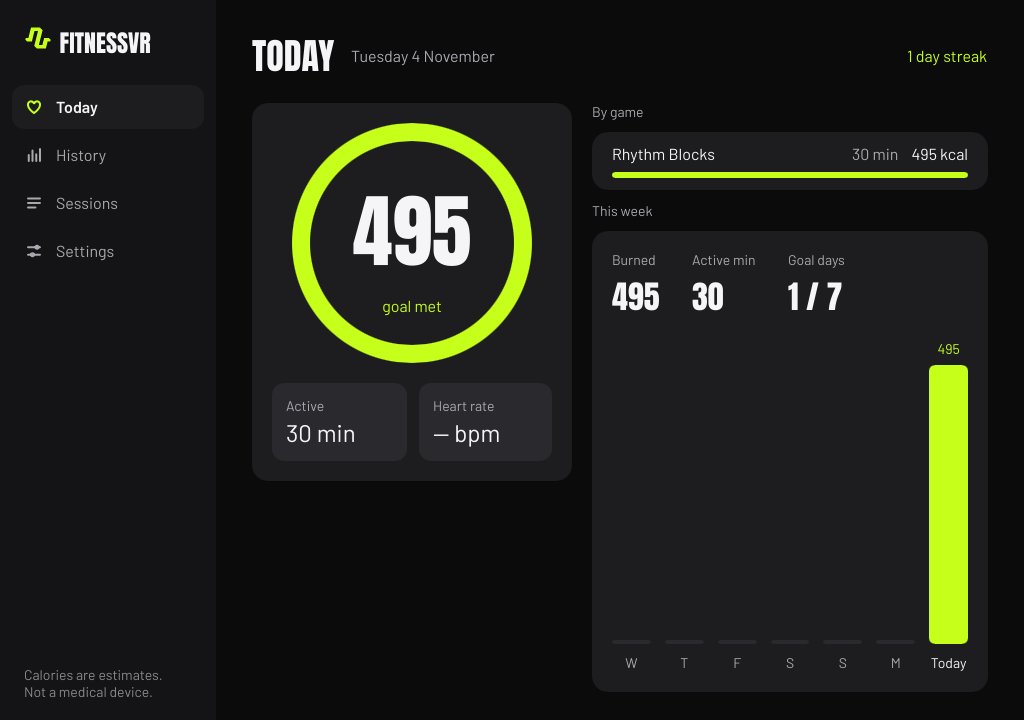 FITNESSVR
Today
History
Sessions
Settings
Calories are estimates.
Not a medical device.
TODAY Tuesday 4 November
1 day streak
495
goal met
Active
30 min
Heart rate
— bpm
By game
Rhythm Blocks 30 min 495 kcal
This week
Burned Active min Goal days
495 30 1 / 7
495
W T F S S M Today